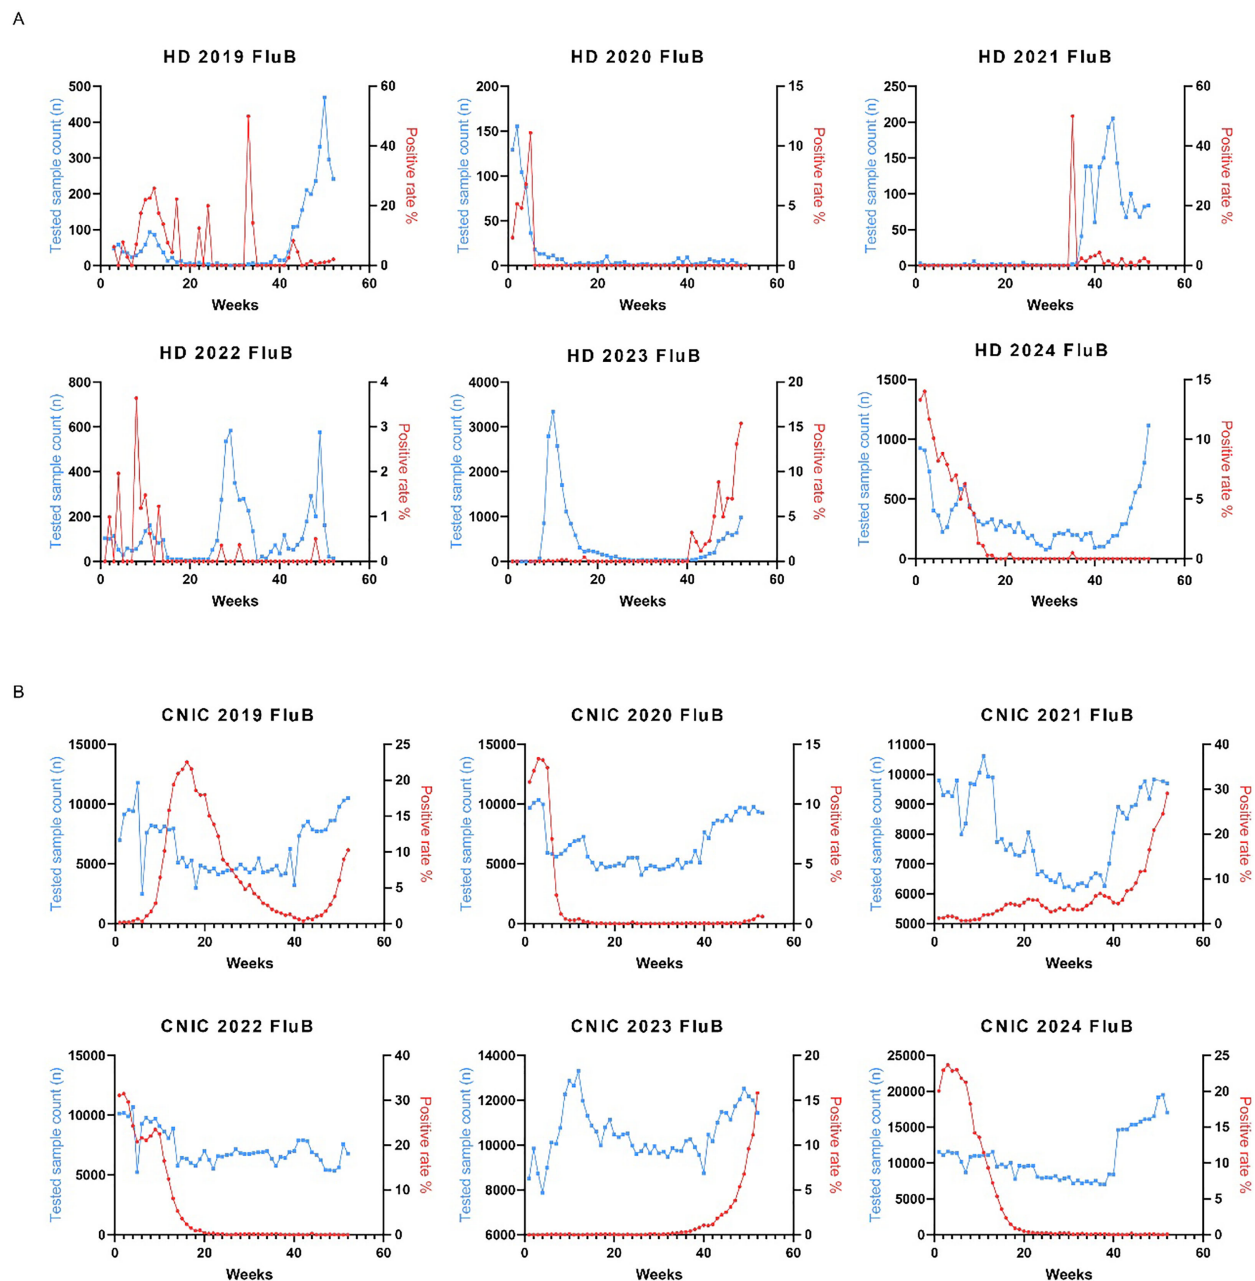 A
HD 2019 FluB
HD 2020 FluB
HD 2021 FluB
500
400
300
200
100
0
60
40
20
0
200
150
100
50
0
15
10
5
0
250
200
150
100
50
0
60
40
20
0
Tested sample count (n)
Positive rate %
Tested sample count (n)
Positive rate %
Tested sample count (n)
Positive rate %
0 20 40 60
0 20 40 60
0 20 40 60
Weeks
Weeks
Weeks
HD 2022 FluB
HD 2023 FluB
HD 2024 FluB
800
600
400
200
0
4
3
2
1
0
4000
3000
2000
1000
0
20
15
10
5
0
1500
1000
500
0
15
10
5
0
Tested sample count (n)
Positive rate %
Tested sample count (n)
Positive rate %
Tested sample count (n)
Positive rate %
0 20 40 60
0 20 40 60
0 20 40 60
Weeks
Weeks
Weeks
B
CNIC 2019 FluB
CNIC 2020 FluB
CNIC 2021 FluB
15000
10000
5000
0
25
20
15
10
5
0
15000
10000
5000
0
15
10
5
0
11000
10000
9000
8000
7000
6000
5000
40
30
20
10
0
Tested sample count (n)
Positive rate %
Tested sample count (n)
Positive rate %
Tested sample count (n)
Positive rate %
0 20 40 60
0 20 40 60
0 20 40 60
Weeks
Weeks
Weeks
CNIC 2022 FluB
CNIC 2023 FluB
CNIC 2024 FluB
15000
10000
5000
0
40
30
20
10
0
14000
12000
10000
8000
6000
20
15
10
5
0
25000
20000
15000
10000
5000
0
25
20
15
10
5
0
Tested sample count (n)
Positive rate %
Tested sample count (n)
Positive rate %
Tested sample count (n)
Positive rate %
0 20 40 60
0 20 40 60
0 20 40 60
Weeks
Weeks
Weeks